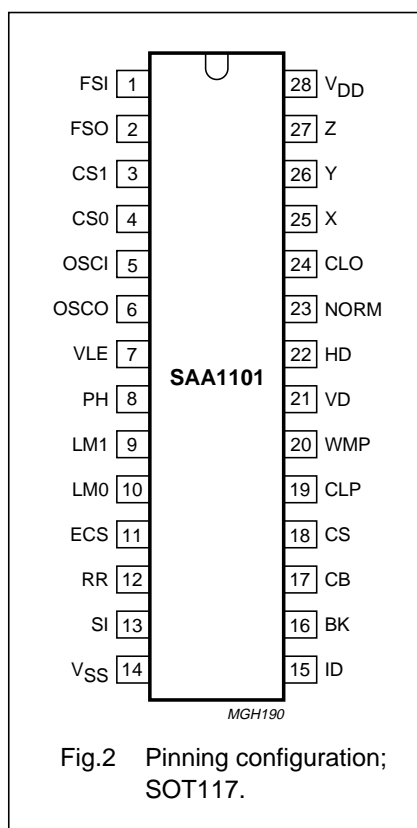 FSI 1 28 VDD
FSO 2 27 Z
CS1 3 26 Y
CS0 4 25 X
OSCI 5 24 CLO
OSCO 6 23 NORM
VLE 7 22 HD
SAA1101
PH 8 21 VD
LM1 9 20 WMP
LM0 10 19 CLP
ECS 11 18 CS
RR 12 17 CB
SI 13 16 BK
VSS 14 15 ID
MGH190
Fig.2 Pinning configuration;
SOT117.